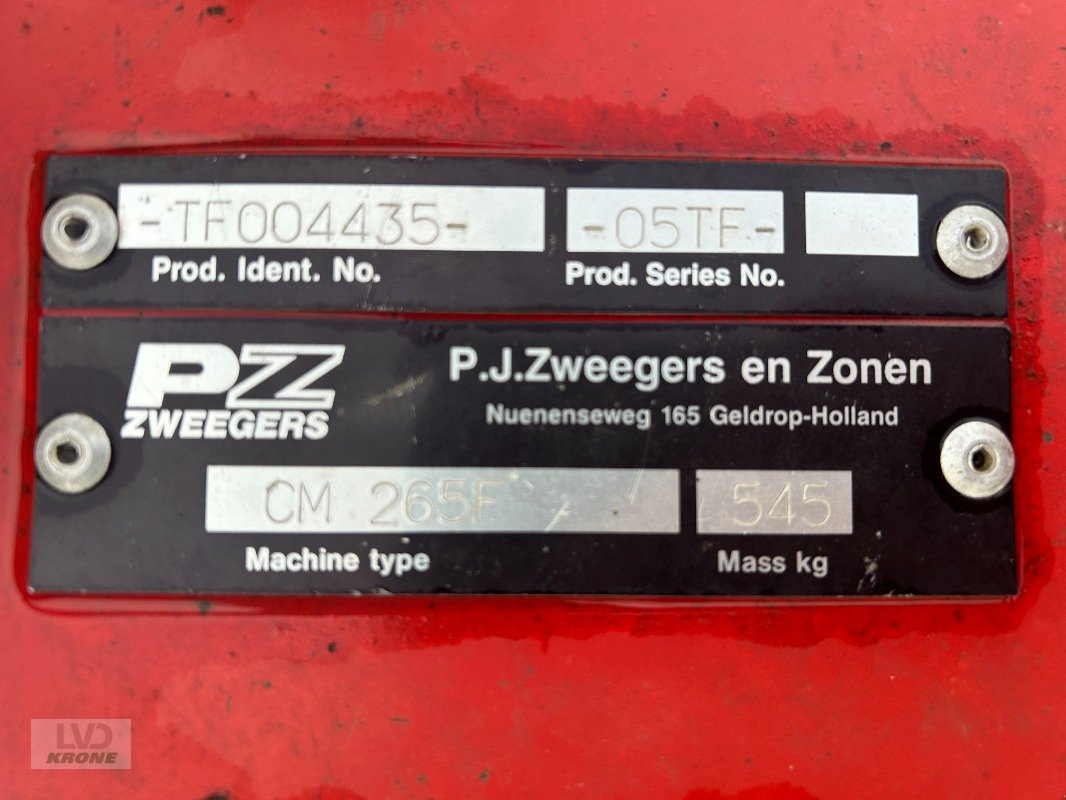 -TF004435- -05TF-
Prod. Ident. No. Prod. Series No.
PZ P.J.Zweegers en Zonen
ZWEEGERS Nuenenseweg 165 Geldrop-Holland
CM 265F 545
Machine type Mass kg
LVD
KRONE